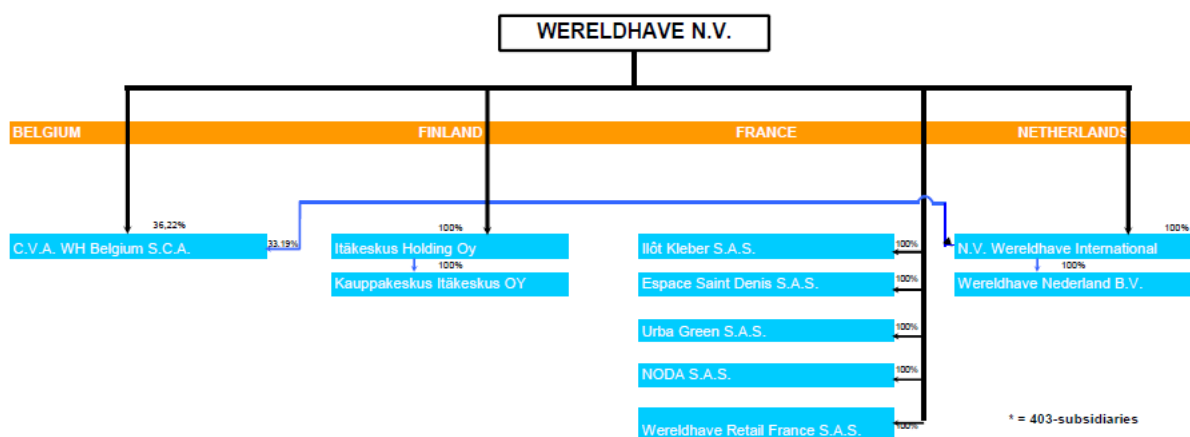 WERELDHAVE N.V.
BELGIUM FINLAND FRANCE NETHERLANDS
36,22% 100% 100%
C.V.A. WH Belgium S.C.A. 33.19% Itäkeskus Holding Oy Ilôt Kleber S.A.S. 100% N.V. Wereldhave International
100% 100%
Kauppakeskus Itäkeskus OY Espace Saint Denis S.A.S. 100% Wereldhave Nederland B.V.
Urba Green S.A.S. 100%
NODA S.A.S. 100%
* = 403-subsidiaries
Wereldhave Retail France S.A.S. 100%